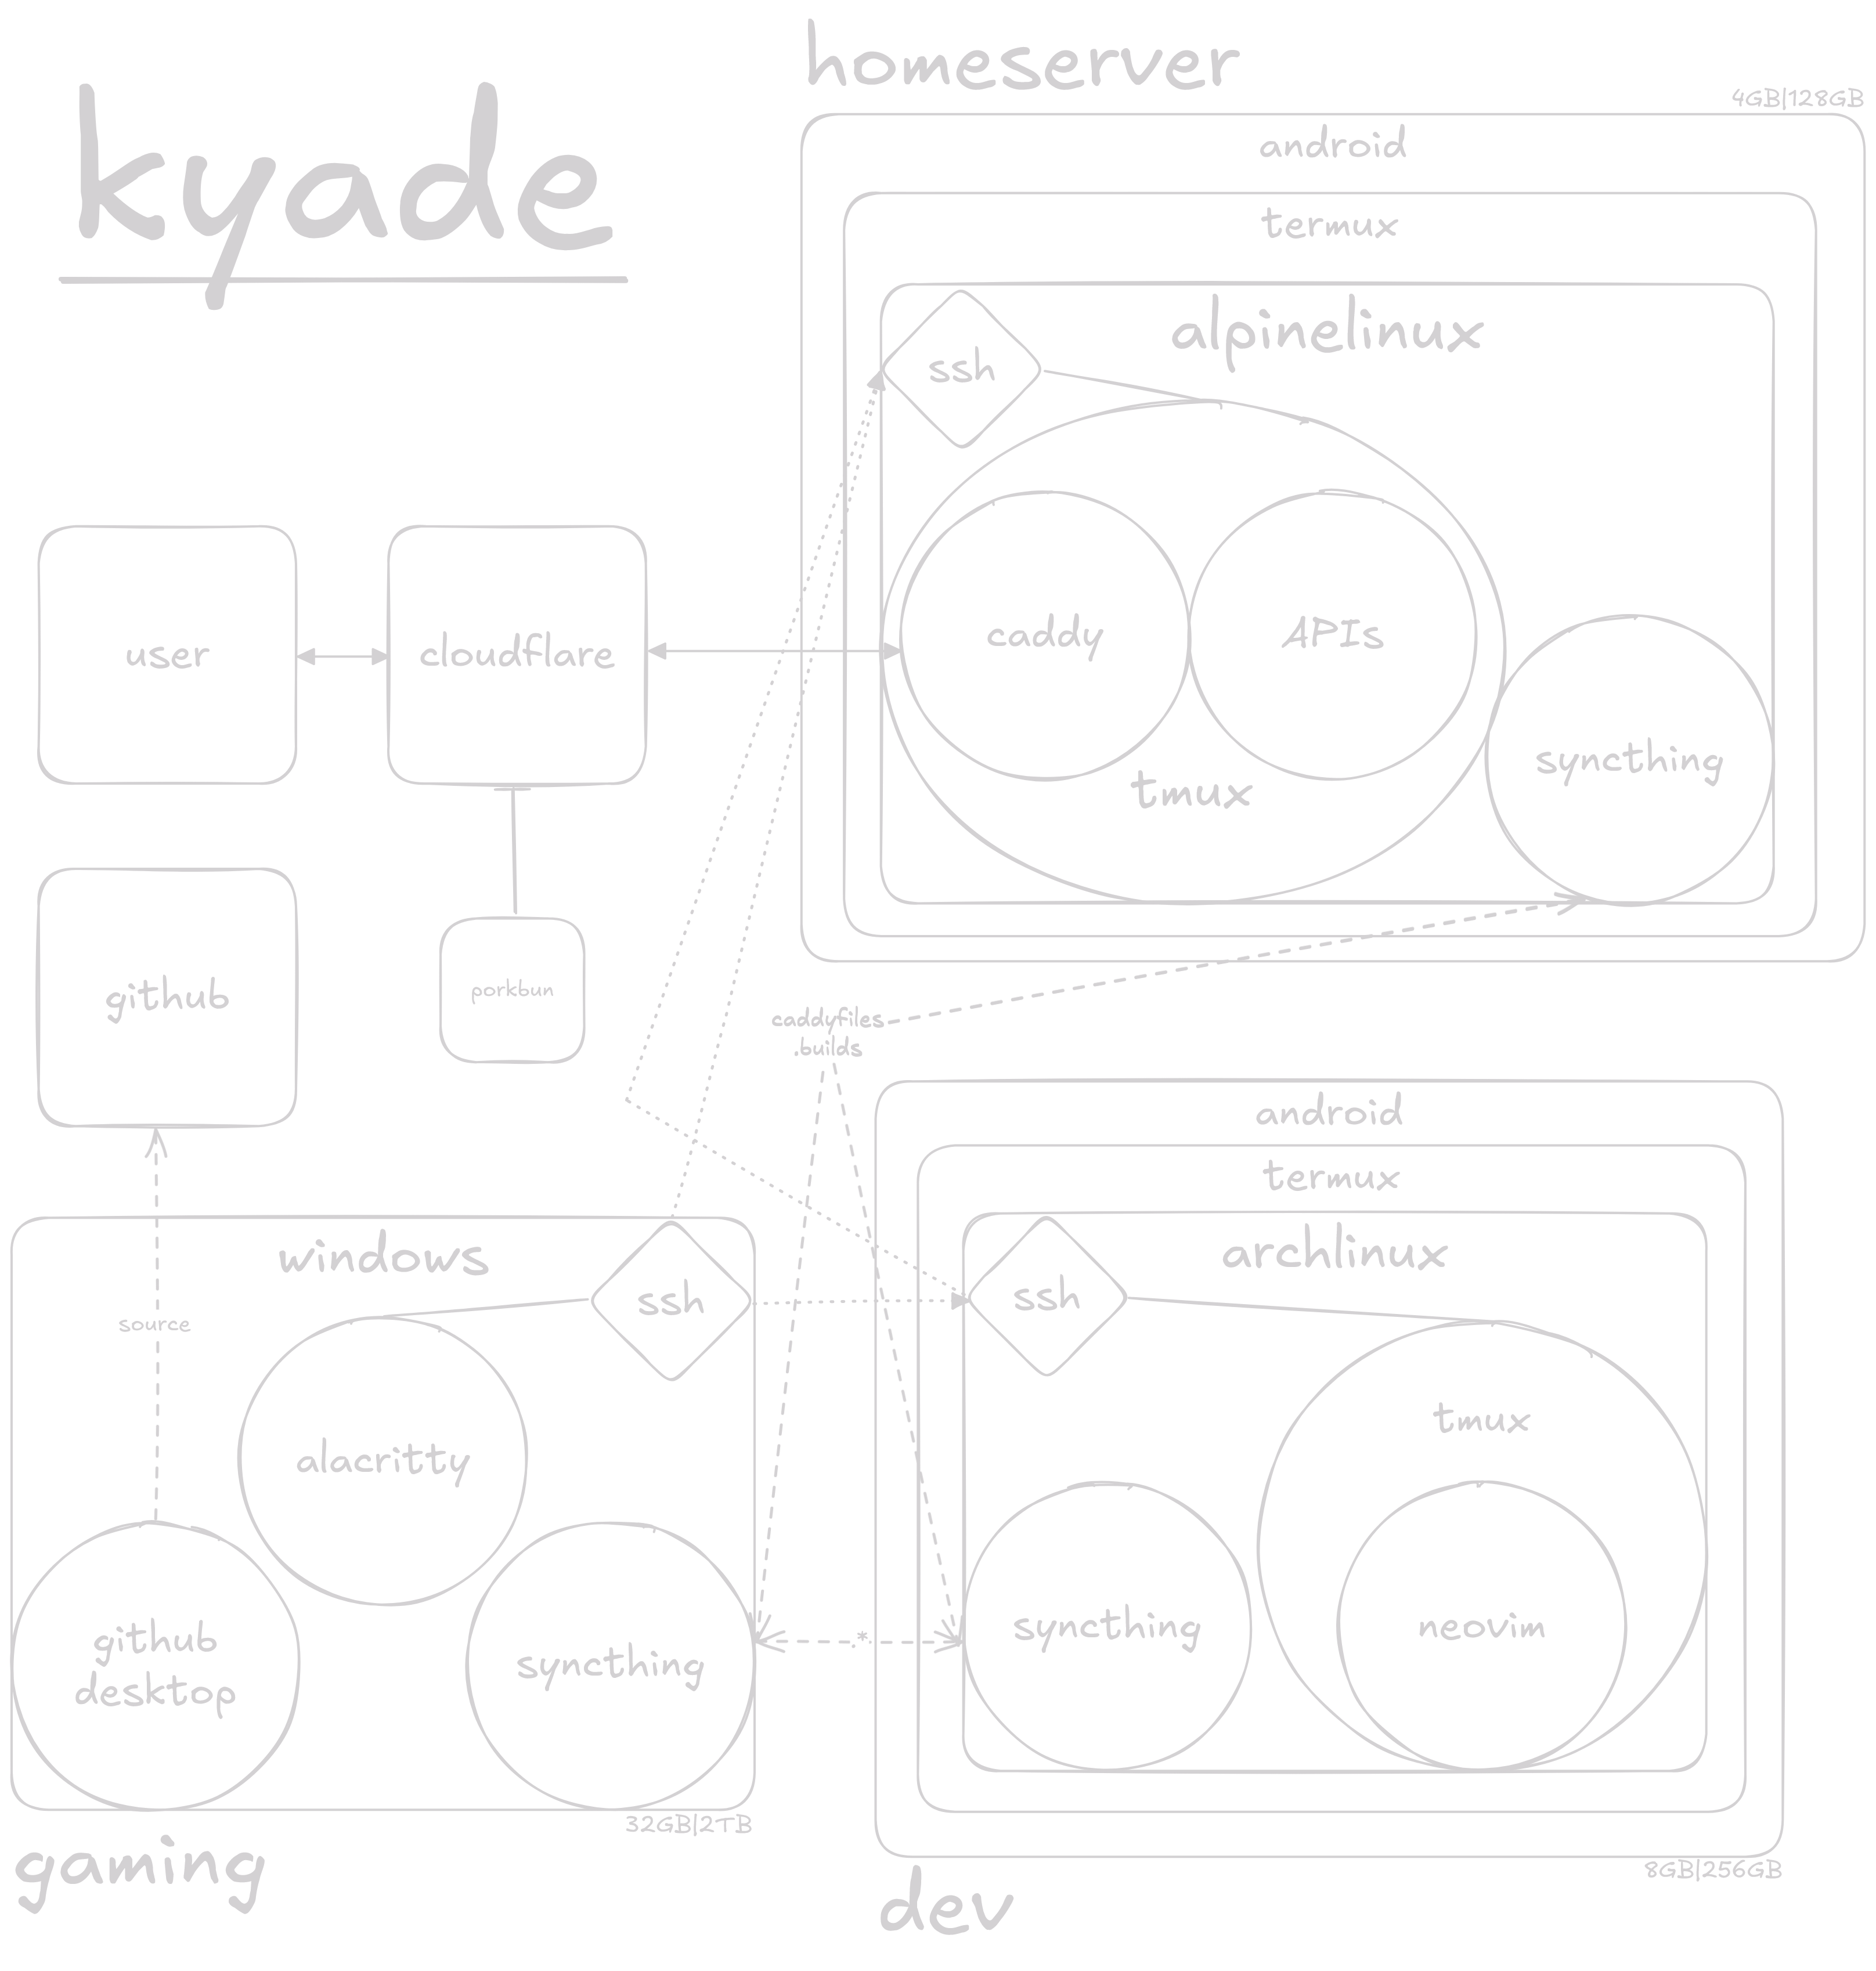 kyade
homeserver
4GB|128GB
android
termux
alpinelinux
ssh
caddy
APIs
tmux
syncthing
user
cloudflare
github
porkbun
caddyfiles
.builds
source
windows
ssh
alacritty
github
desktop
syncthing
32GB|2TB
gaming
.*
android
termux
archlinux
ssh
tmux
syncthing
neovim
8GB|256GB
dev